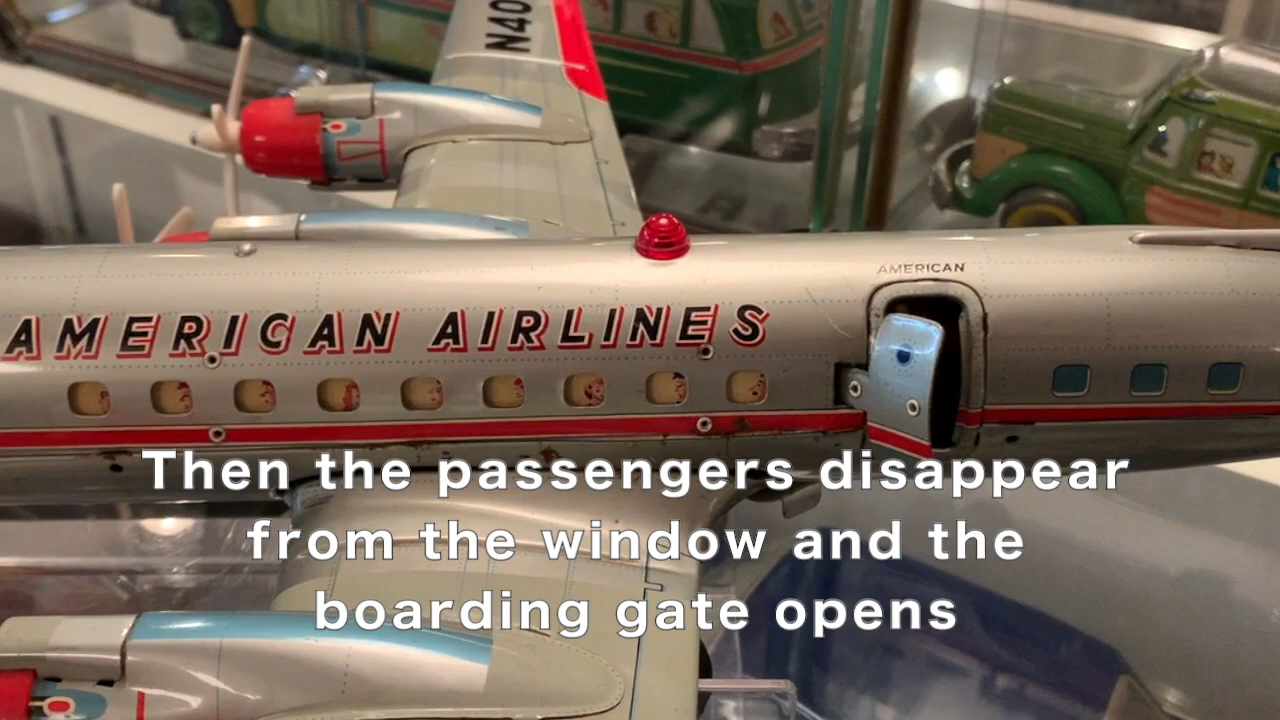 N40
AMERICAN
AMERICAN AIRLINES
Then the passengers disappear
from the window and the
boarding gate opens